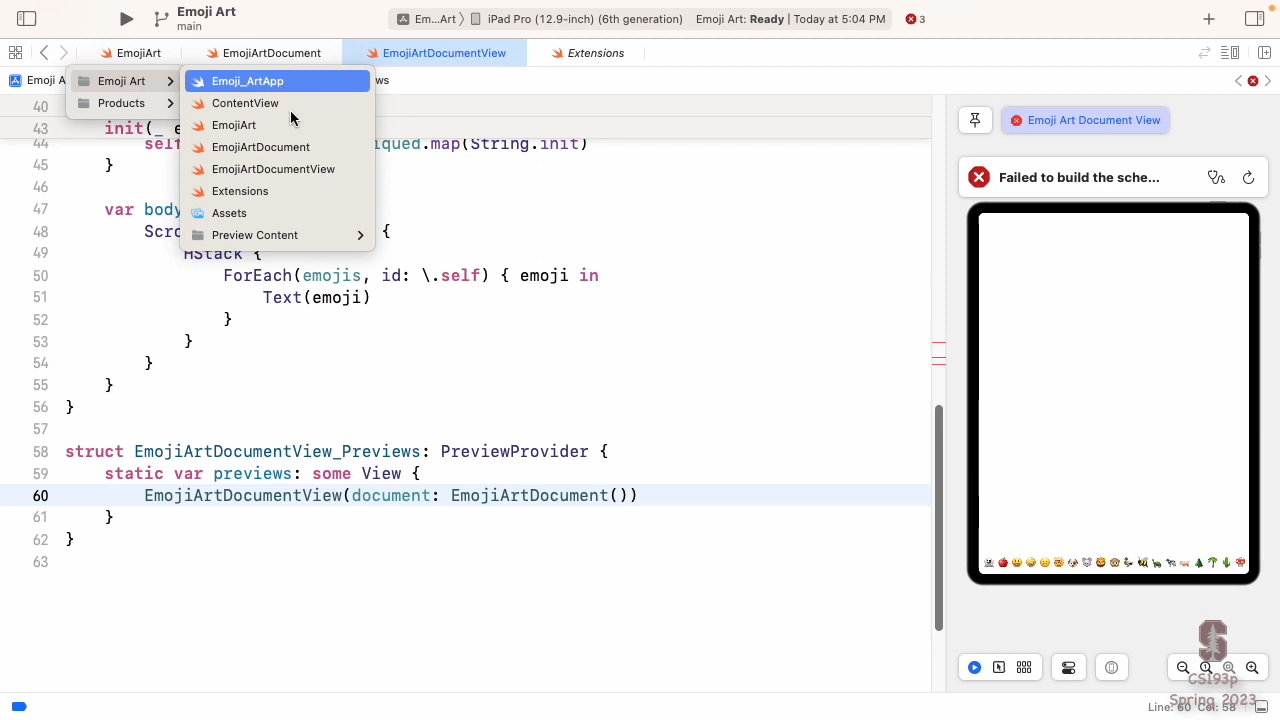 Emoji Art
main
Em...Art 〉 iPad Pro (12.9-inch) (6th generation) Emoji Art: Ready | Today at 5:04 PM 3
EmojiArt EmojiArtDocument EmojiArtDocumentView Extensions
Emoji A ws
Emoji Art
Products
Emoji_ArtApp
ContentView
EmojiArt
EmojiArtDocument
EmojiArtDocumentView
Extensions
Assets
Preview Content
40
43 init(_ e
44 self iqued.map(String.init)
45 }
46
47 var body
48 Scro {
49 HStack {
50 ForEach(emojis, id: \.self) { emoji in
51 Text(emoji)
52 }
53 }
54 }
55 }
56 }
57
58 struct EmojiArtDocumentView_Previews: PreviewProvider {
59 static var previews: some View {
60 EmojiArtDocumentView(document: EmojiArtDocument())
61 }
62 }
63
Emoji Art Document View
Failed to build the sche...
CS193p
Spring 2023
Line: 60 Col: 58